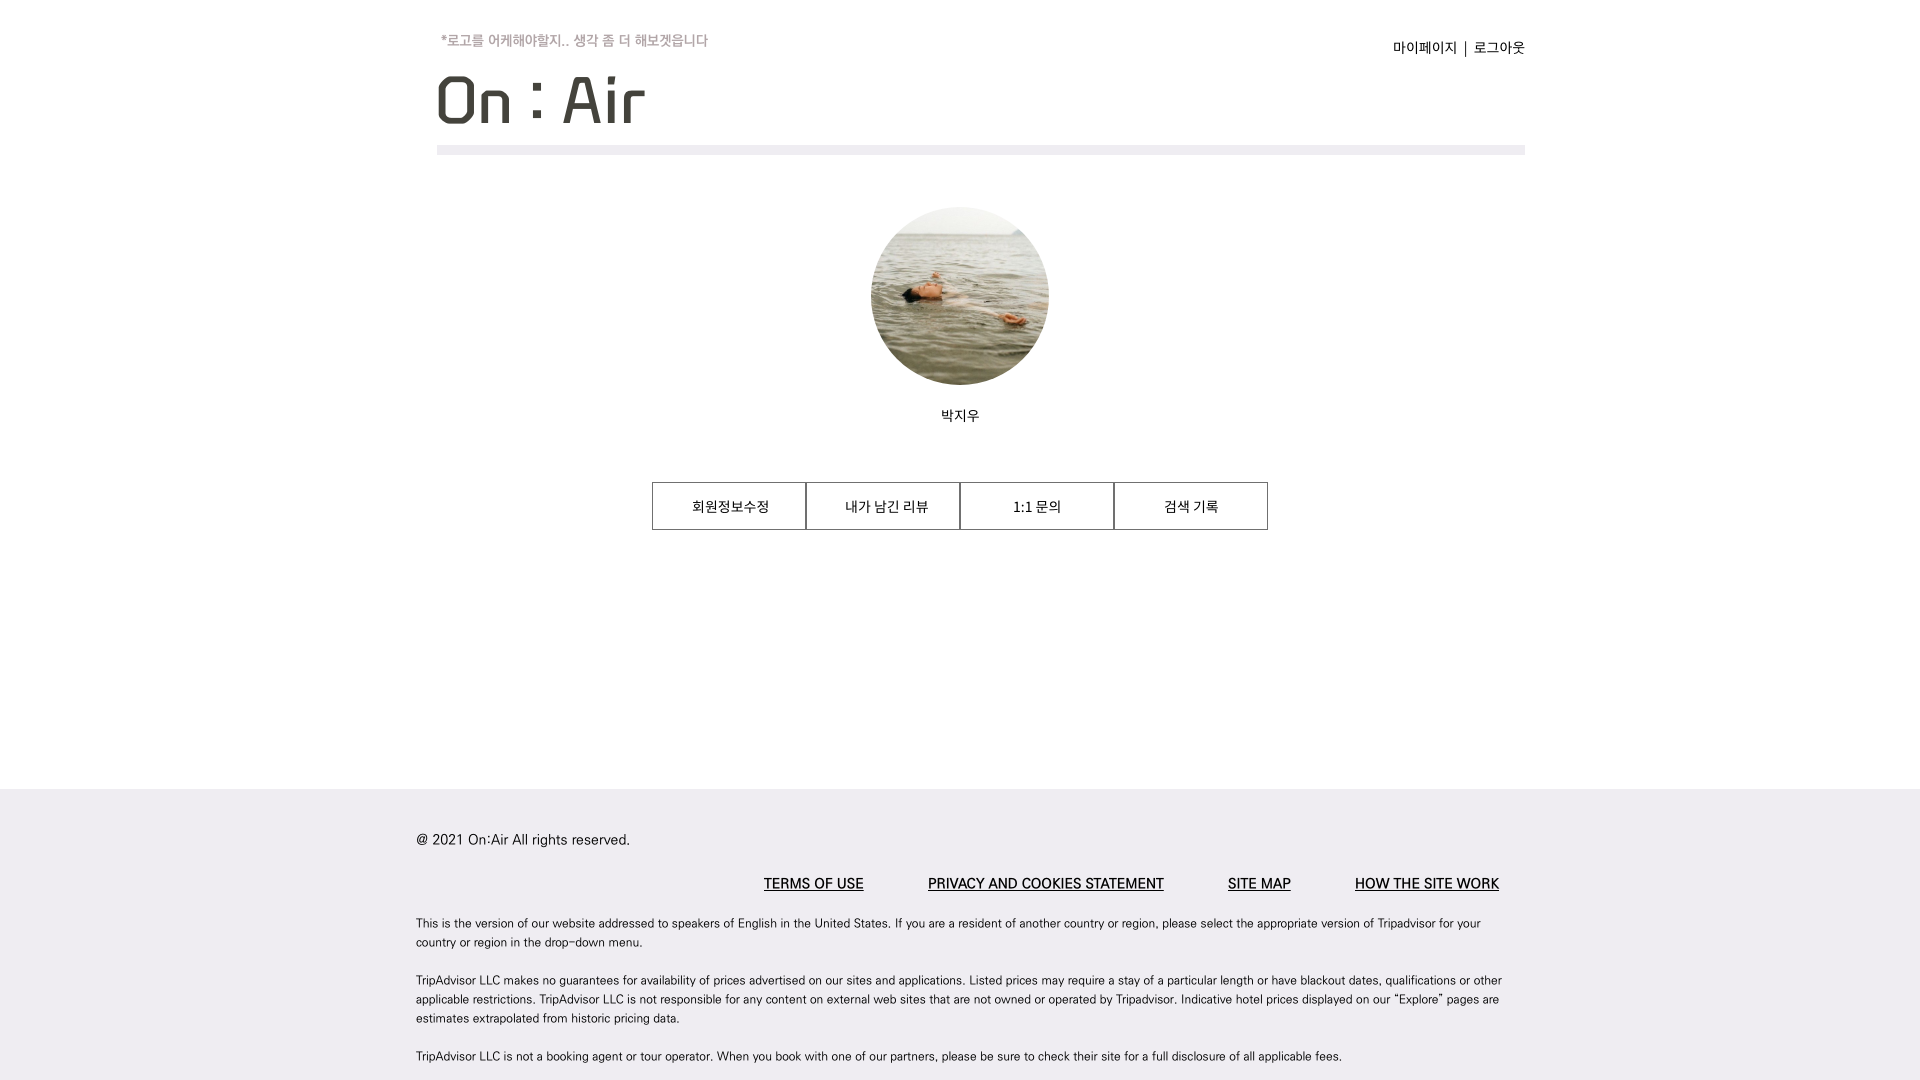 *로고를 어케해야할지.. 생각 좀 더 해보겟읍니다
마이페이지 | 로그아웃
On : Air
박지우
회원정보수정
내가 남긴 리뷰
1:1 문의
검색 기록
@ 2021 On:Air All rights reserved.
TERMS OF USE
PRIVACY AND COOKIES STATEMENT
SITE MAP
HOW THE SITE WORK
This is the version of our website addressed to speakers of English in the United States. If you are a resident of another country or region, please select the appropriate version of Tripadvisor for your
country or region in the drop-down menu.
TripAdvisor LLC makes no guarantees for availability of prices advertised on our sites and applications. Listed prices may require a stay of a particular length or have blackout dates, qualifications or other
applicable restrictions. TripAdvisor LLC is not responsible for any content on external web sites that are not owned or operated by Tripadvisor. Indicative hotel prices displayed on our “Explore” pages are
estimates extrapolated from historic pricing data.
TripAdvisor LLC is not a booking agent or tour operator. When you book with one of our partners, please be sure to check their site for a full disclosure of all applicable fees.